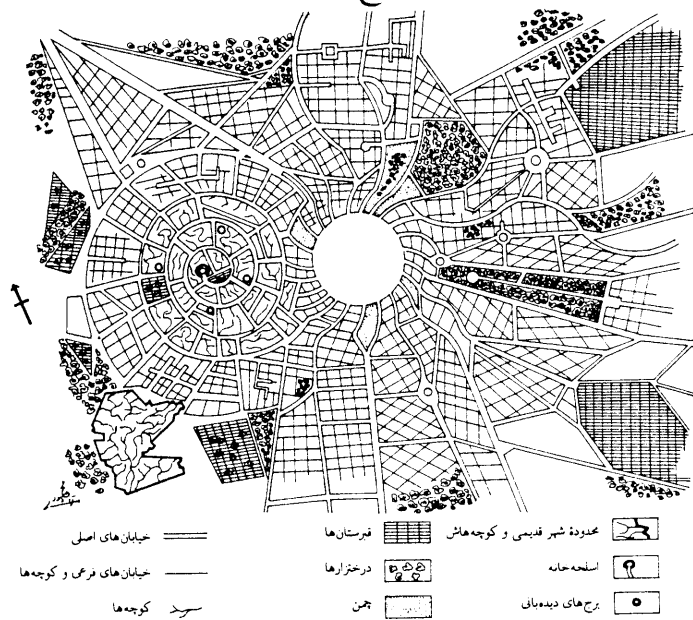 محدودهٔ شهر قدیمی و کوچه‌هاش
اسلحه‌خانه
برج‌های دیده‌بانی
قبرستان‌ها
درختزارها
چمن
خیابان‌های اصلی
خیابان‌های فرعی و کوچه‌ها
کوچه‌ها